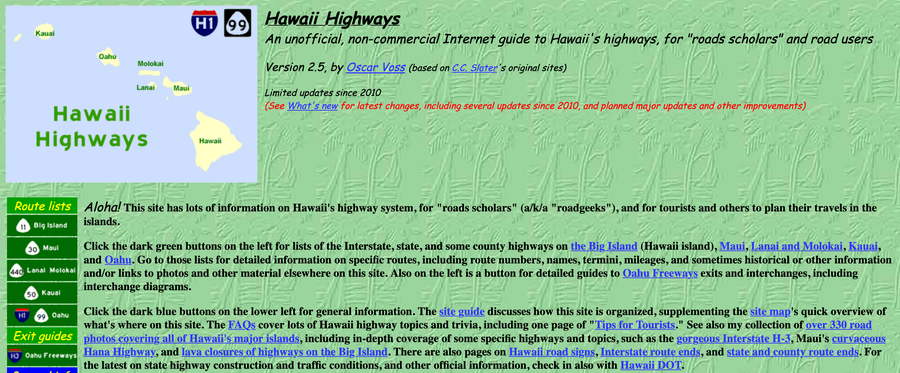 H1
99
Kauai
Oahu
Molokai
Lanai
Maui
Hawaii
Hawaii
Highways
Hawaii Highways
An unofficial, non-commercial Internet guide to Hawaii's highways, for "roads scholars" and road users
Version 2.5, by Oscar Voss (based on C.C. Slater's original sites)
Limited updates since 2010
(See What's new for latest changes, including several updates since 2010, and planned major updates and other improvements)
Route lists
11 Big Island
30 Maui
440 Lanai Molokai
50 Kauai
H1 99 Oahu
Exit guides
H3 Oahu Freeways
Aloha! This site has lots of information on Hawaii's highway system, for "roads scholars" (a/k/a "roadgeeks"), and for tourists and others to plan their travels in the
islands.
Click the dark green buttons on the left for lists of the Interstate, state, and some county highways on the Big Island (Hawaii island), Maui, Lanai and Molokai, Kauai,
and Oahu. Go to those lists for detailed information on specific routes, including route numbers, names, termini, mileages, and sometimes historical or other information
and/or links to photos and other material elsewhere on this site. Also on the left is a button for detailed guides to Oahu Freeways exits and interchanges, including
interchange diagrams.
Click the dark blue buttons on the lower left for general information. The site guide discusses how this site is organized, supplementing the site map's quick overview of
what's where on this site. The FAQs cover lots of Hawaii highway topics and trivia, including one page of "Tips for Tourists." See also my collection of over 330 road
photos covering all of Hawaii's major islands, including in-depth coverage of some specific highways and topics, such as the gorgeous Interstate H-3, Maui's curvaceous
Hana Highway, and lava closures of highways on the Big Island. There are also pages on Hawaii road signs, Interstate route ends, and state and county route ends. For
the latest on state highway construction and traffic conditions, and other official information, check in also with Hawaii DOT.